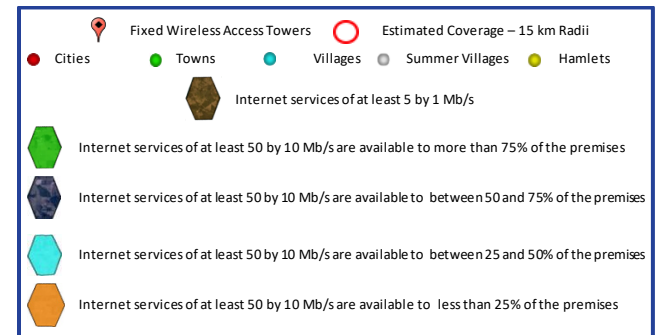 Fixed Wireless Access Towers Estimated Coverage – 15 km Radii
Cities Towns Villages Summer Villages Hamlets
Internet services of at least 5 by 1 Mb/s
Internet services of at least 50 by 10 Mb/s are available to more than 75% of the premises
Internet services of at least 50 by 10 Mb/s are available to between 50 and 75% of the premises
Internet services of at least 50 by 10 Mb/s are available to between 25 and 50% of the premises
Internet services of at least 50 by 10 Mb/s are available to less than 25% of the premises